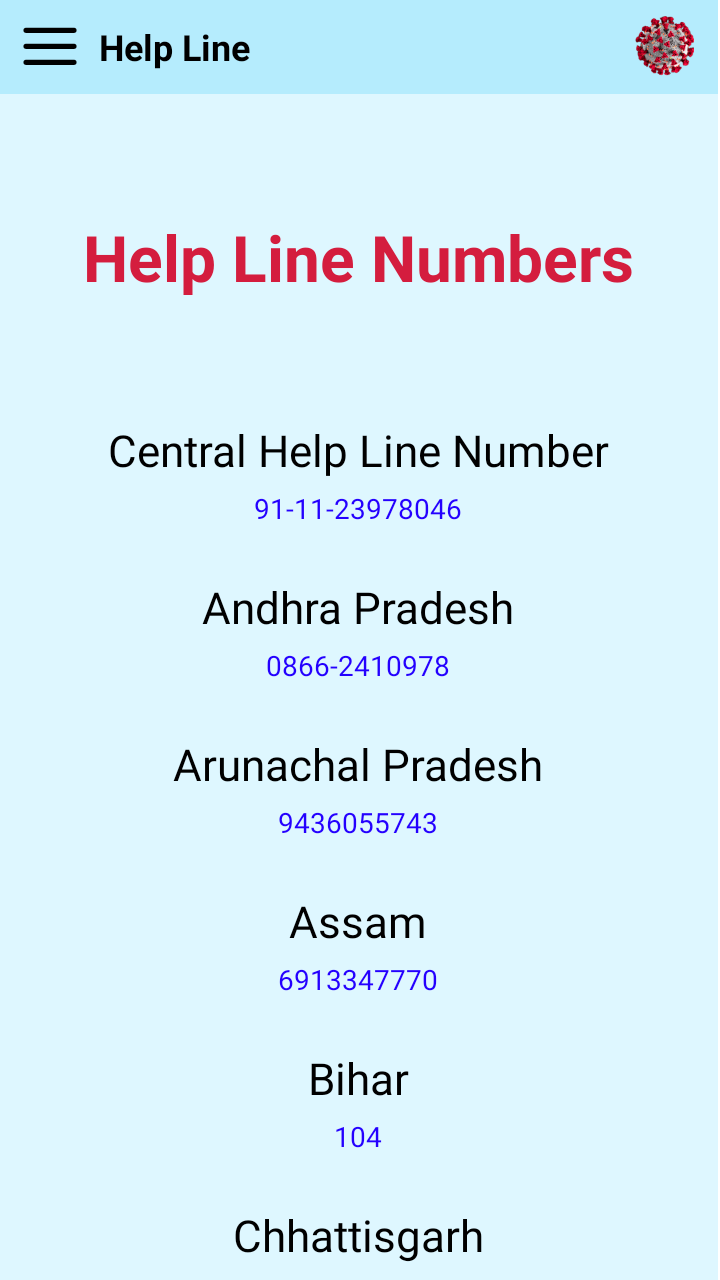 Help Line
Help Line Numbers
Central Help Line Number
91-11-23978046
Andhra Pradesh
0866-2410978
Arunachal Pradesh
9436055743
Assam
6913347770
Bihar
104
Chhattisgarh